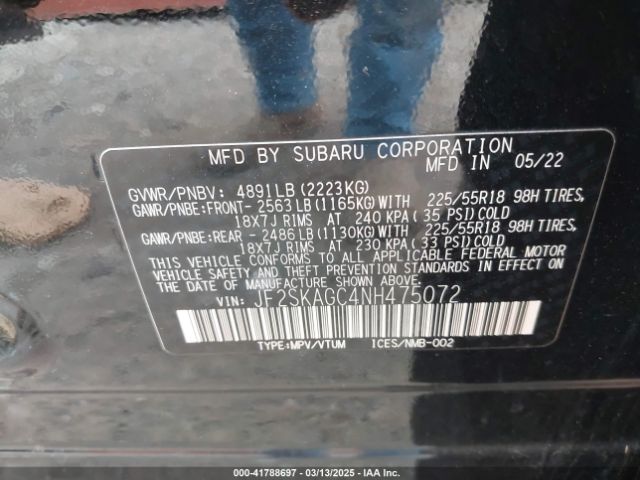 MFD BY SUBARU CORPORATION
MFD IN 05/22
GVWR/PNBV: 4891LB(2223KG)
GAWR/PNBE:FRONT- 2563LB(1165KG)WITH 225/55R18 98H TIRES,
18X7J RIMS AT 240 KPA(35 PSI)COLD
GAWR/PNBE:REAR - 2486LB(1130KG)WITH 225/55R18 98H TIRES,
18X7J RIMS AT 230 KPA(33 PSI)COLD
THIS VEHICLE CONFORMS TO ALL APPLICABLE FEDERAL MOTOR
VEHICLE SAFETY AND THEFT PREVENTION STANDARDS IN EFFECT ON
THE DATE OF MANUFACTURE SHOWN ABOVE.
VIN: JF2SKAGC4NH475072
TYPE:MPV/VTUM ICES/NMB-002
000-41788697 - 03/13/2025 - IAA Inc.